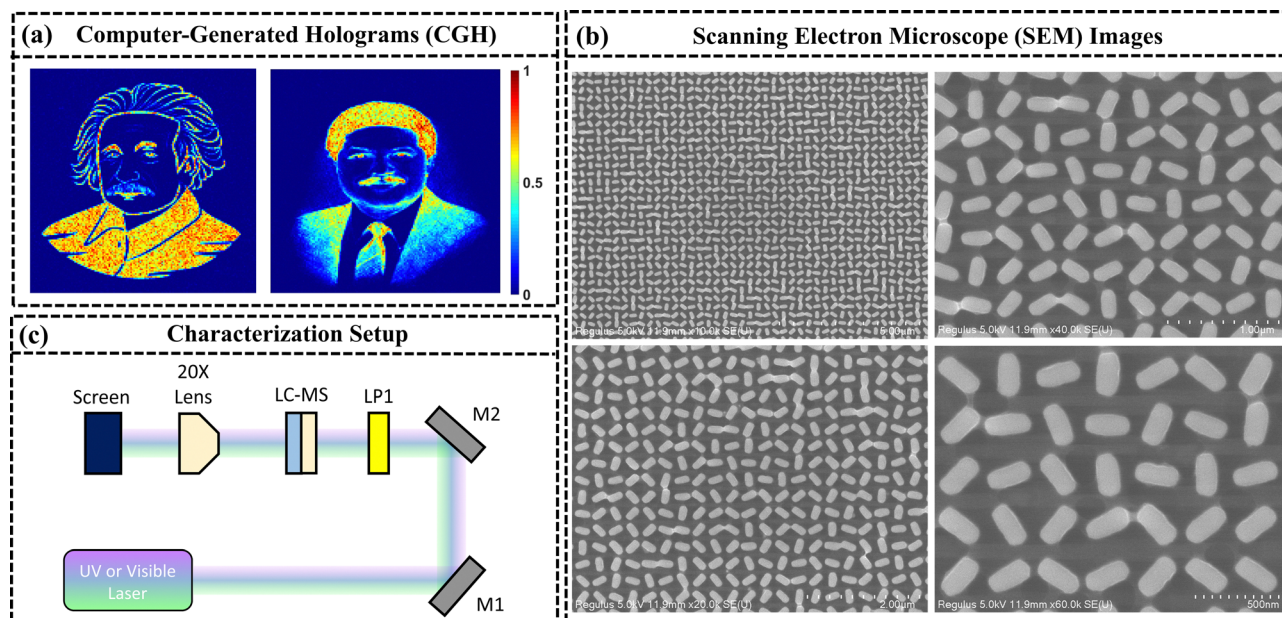 (a) Computer-Generated Holograms (CGH)
1
0.5
0
(b) Scanning Electron Microscope (SEM) Images
Regulus 5.0kV 11.9mm x10.0k SE(U) 5.00μm
Regulus 5.0kV 11.9mm x40.0k SE(U) 1.00μm
Regulus 5.0kV 11.9mm x20.0k SE(U) 2.00μm
Regulus 5.0kV 11.9mm x60.0k SE(U) 500nm
(c) Characterization Setup
Screen
20X
Lens
LC-MS
LP1
M2
UV or Visible
Laser
M1